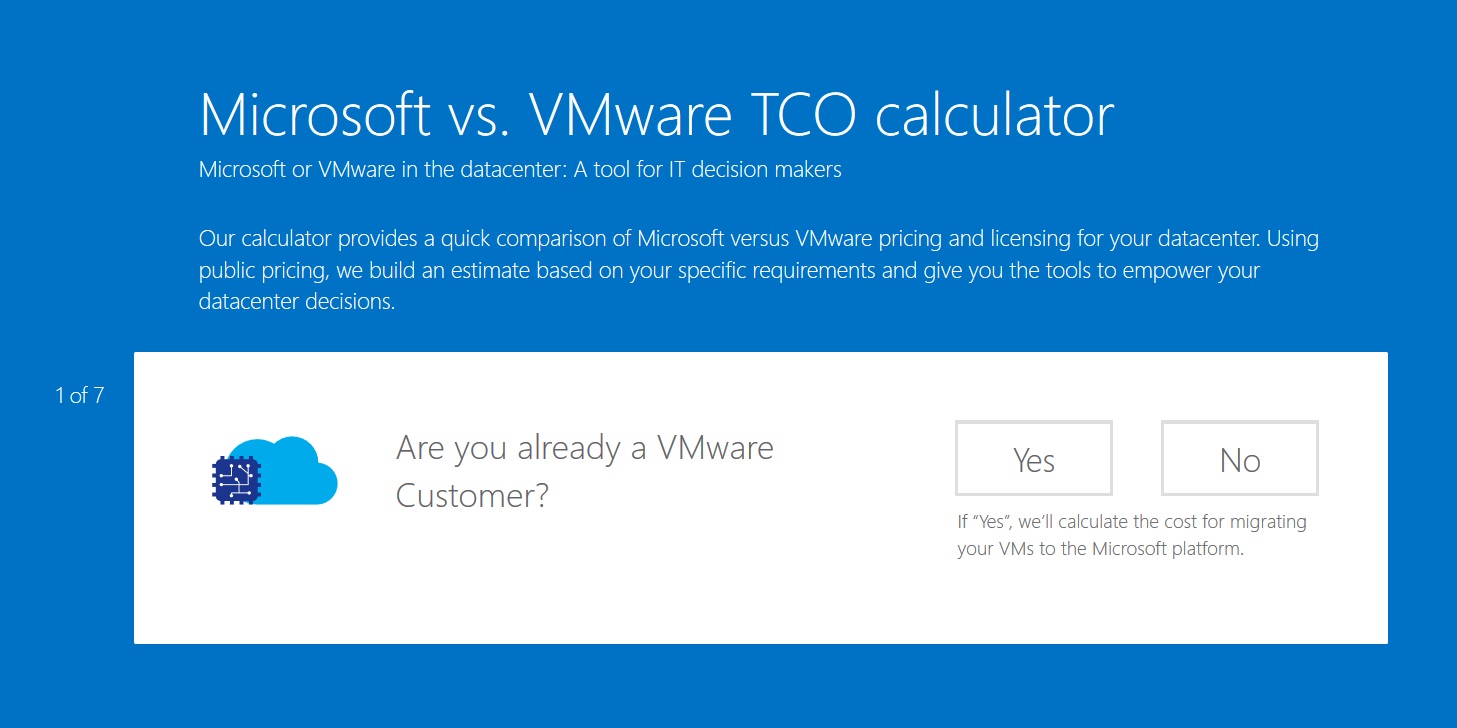 Microsoft vs. VMware TCO calculator
Microsoft or VMware in the datacenter: A tool for IT decision makers
Our calculator provides a quick comparison of Microsoft versus VMware pricing and licensing for your datacenter. Using
public pricing, we build an estimate based on your specific requirements and give you the tools to empower your
datacenter decisions.
1 of 7
Are you already a VMware
Customer?
Yes
No
If “Yes”, we’ll calculate the cost for migrating
your VMs to the Microsoft platform.